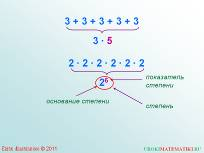 3 + 3 + 3 + 3 + 3
3 · 5
2 · 2 · 2 · 2 · 2 · 2
2⁶
показатель
степени
основание степени
степень
© 2011
UROKIMATEMATIKI.RU